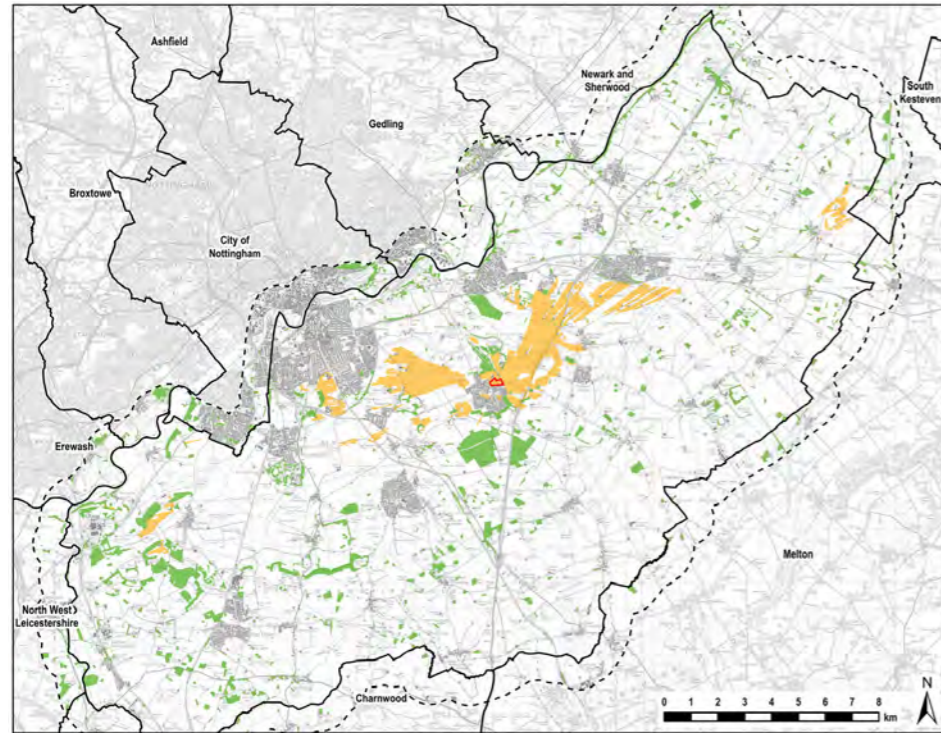 Ashfield
Newark and
Sherwood
South
Kesteven
Gedling
Broxtowe
City of
Nottingham
Erewash
Melton
North West
Leicestershire
Charnwood
N
0 1 2 3 4 5 6 7 8
km